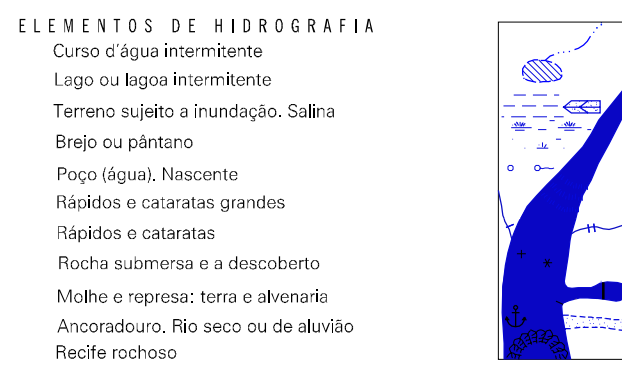 ELEMENTOS DE HIDROGRAFIA
Curso d'água intermitente
Lago ou lagoa intermitente
Terreno sujeito a inundação. Salina
Brejo ou pântano
Poço (água). Nascente
Rápidos e cataratas grandes
Rápidos e cataratas
Rocha submersa e a descoberto
Molhe e represa: terra e alvenaria
Ancoradouro. Rio seco ou de aluvião
Recife rochoso